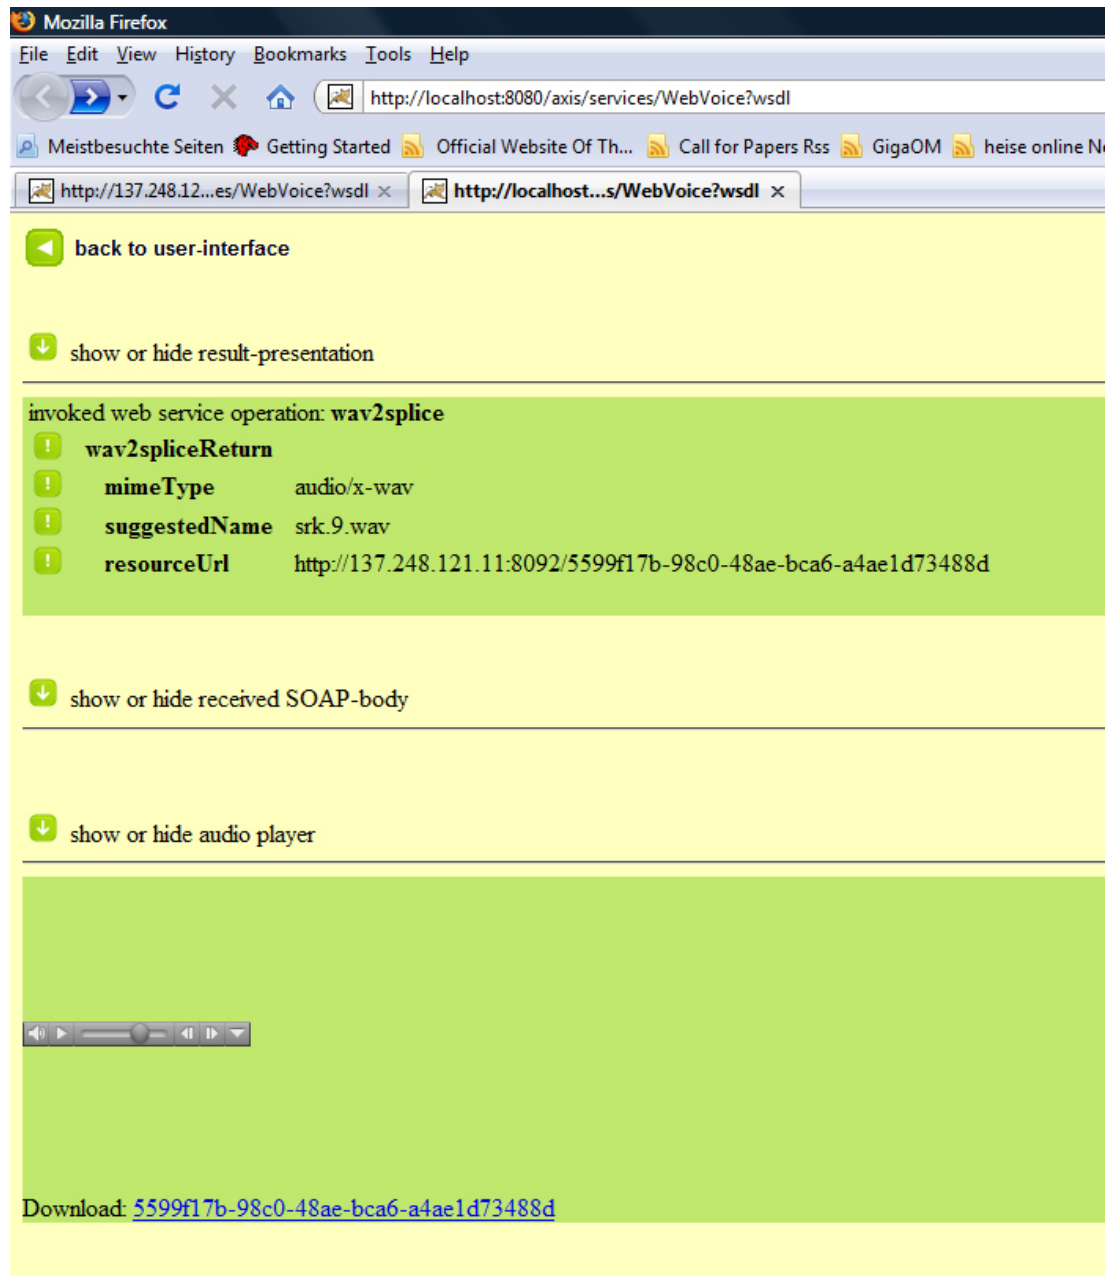 Mozilla Firefox
File Edit View History Bookmarks Tools Help
http://localhost:8080/axis/services/WebVoice?wsdl
Meistbesuchte Seiten Getting Started Official Website Of Th... Call for Papers Rss GigaOM heise online Ne
http://137.248.12...es/WebVoice?wsdl http://localhost...s/WebVoice?wsdl
back to user-interface
show or hide result-presentation
invoked web service operation: wav2splice
wav2spliceReturn
mimeType audio/x-wav
suggestedName srk.9.wav
resourceUrl http://137.248.121.11:8092/5599f17b-98c0-48ae-bca6-a4ae1d73488d
show or hide received SOAP-body
show or hide audio player
Download: 5599f17b-98c0-48ae-bca6-a4ae1d73488d